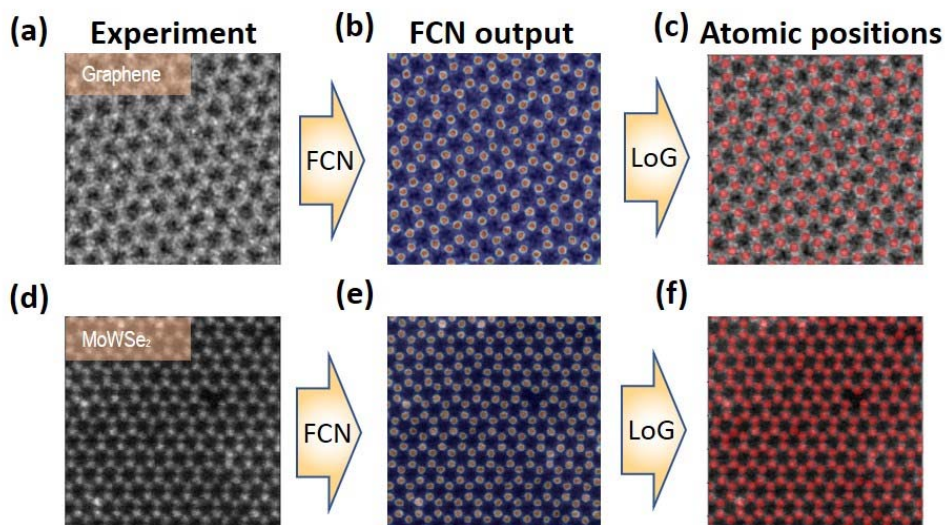 (a) Experiment (b) FCN output (c) Atomic positions
Graphene
FCN
LoG
(d) (e) (f)
MoWSe₂
FCN
LoG